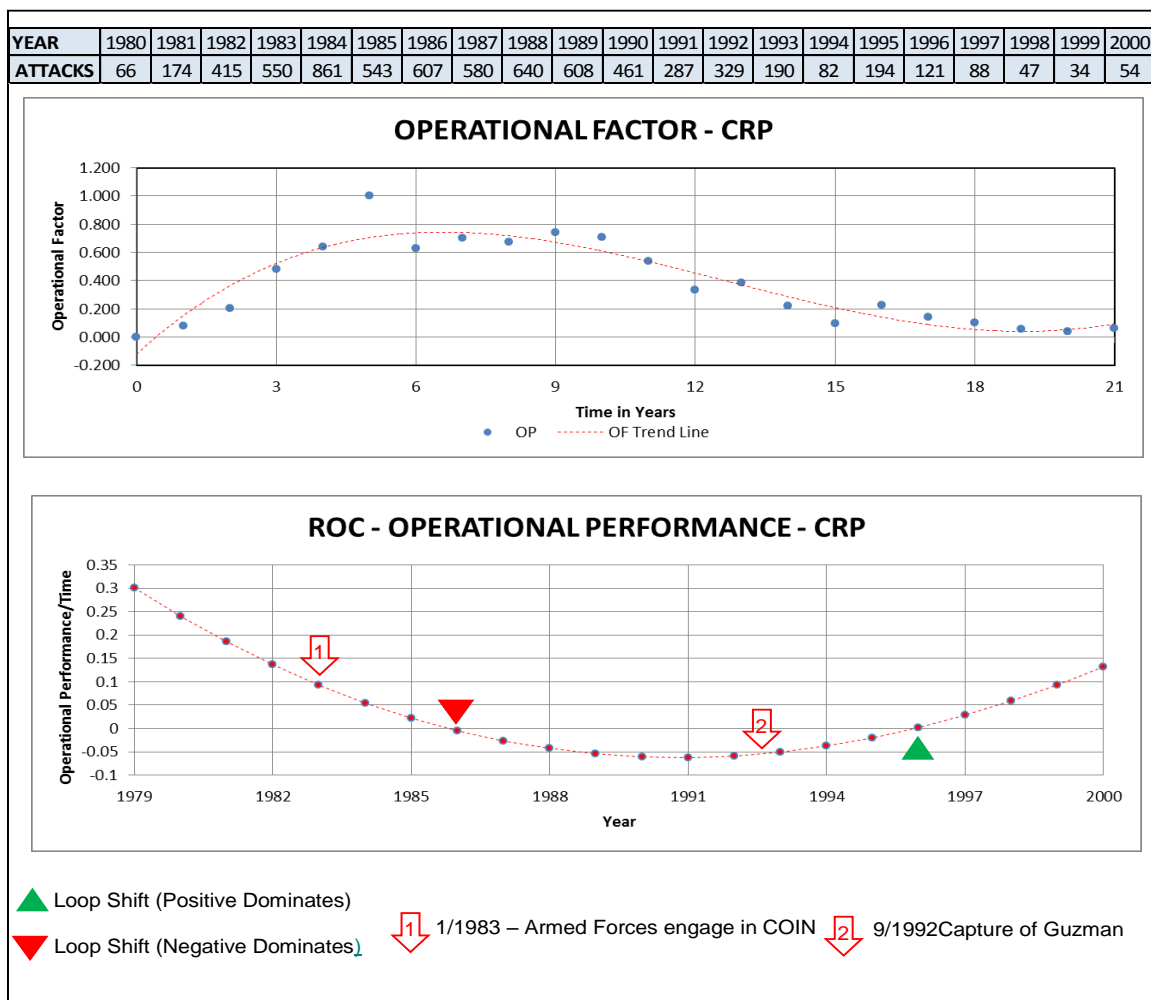 YEAR 1980 1981 1982 1983 1984 1985 1986 1987 1988 1989 1990 1991 1992 1993 1994 1995 1996 1997 1998 1999 2000
ATTACKS 66 174 415 550 861 543 607 580 640 608 461 287 329 190 82 194 121 88 47 34 54
OPERATIONAL FACTOR - CRP
Operational Factor
1.200
1.000
0.800
0.600
0.400
0.200
0.000
-0.200
0 3 6 9 12 15 18 21
Time in Years
OP OF Trend Line
ROC - OPERATIONAL PERFORMANCE - CRP
Operational Performance/Time
0.35
0.3
0.25
0.2
0.15
0.1
0.05
0
-0.05
-0.1
1
2
1979 1982 1985 1988 1991 1994 1997 2000
Year
Loop Shift (Positive Dominates)
Loop Shift (Negative Dominates)
1 1/1983 – Armed Forces engage in COIN
2 9/1992Capture of Guzman